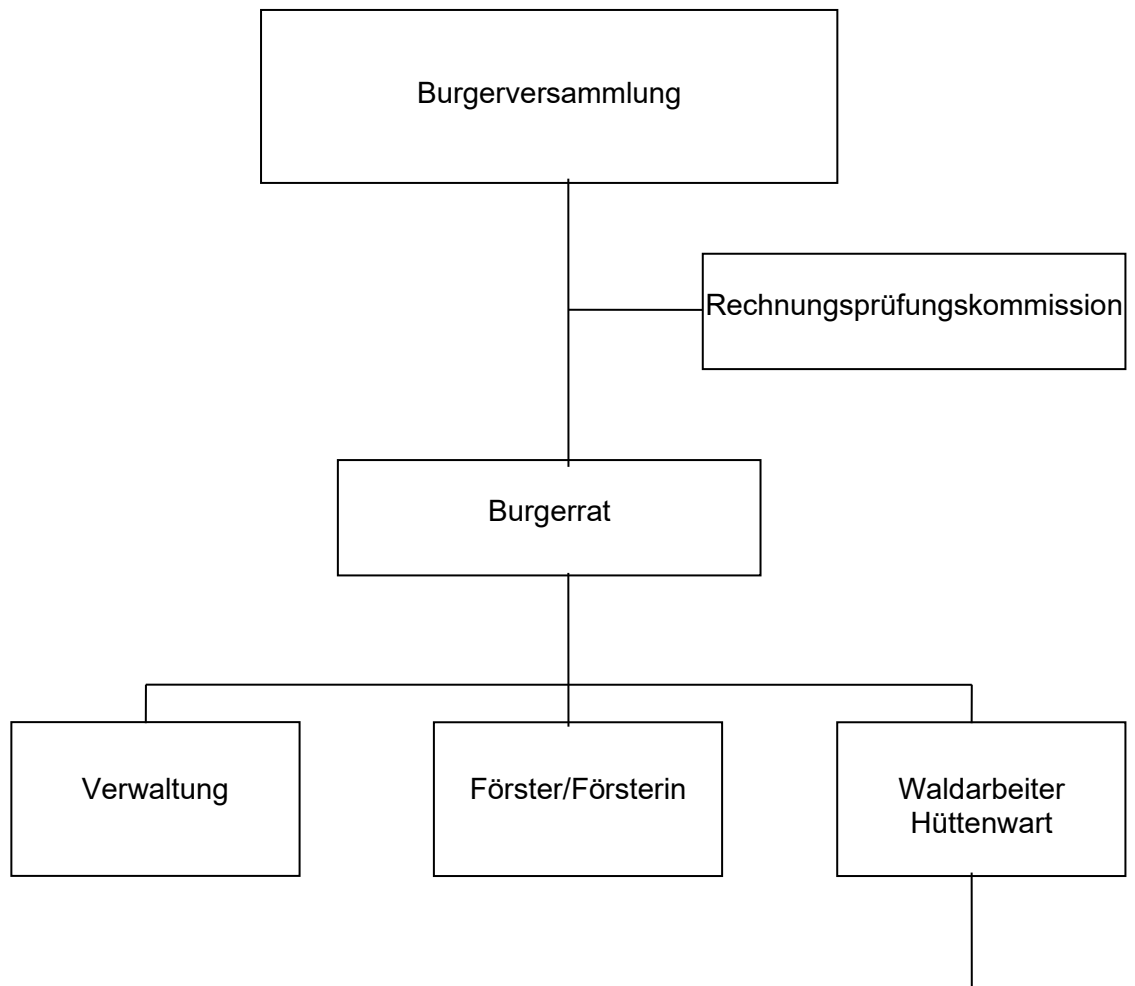 Burgerversammlung
Rechnungsprüfungskommission
Burgerrat
Verwaltung
Förster/Försterin
Waldarbeiter
Hüttenwart